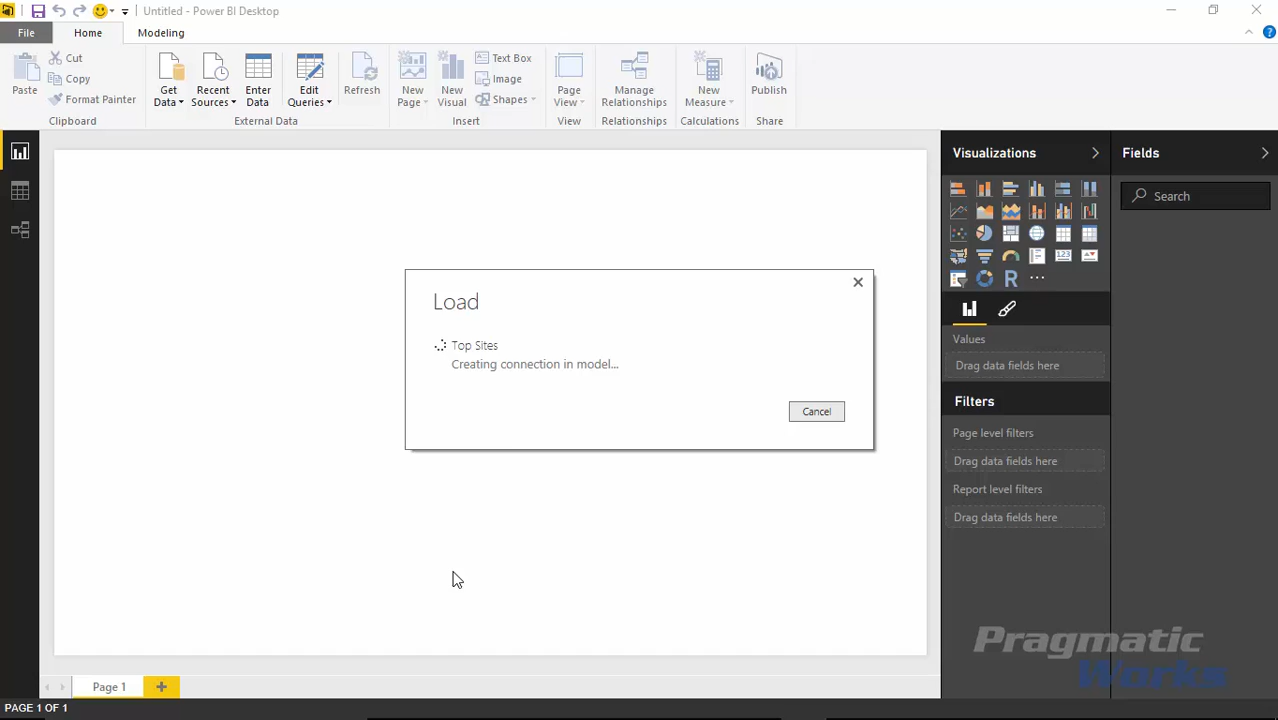 Untitled - Power BI Desktop
File
Home
Modeling
Paste
Cut
Copy
Format Painter
Clipboard
Get Data
Recent Sources
Enter Data
Edit Queries
Refresh
External Data
New Page
New Visual
Text Box
Image
Shapes
Insert
Page View
View
Manage Relationships
Relationships
New Measure
Calculations
Publish
Share
Visualizations
Fields
Search
Load
Top Sites
Creating connection in model...
Cancel
Values
Drag data fields here
Filters
Page level filters
Drag data fields here
Report level filters
Drag data fields here
Pragmatic
Works
Page 1
PAGE 1 OF 1